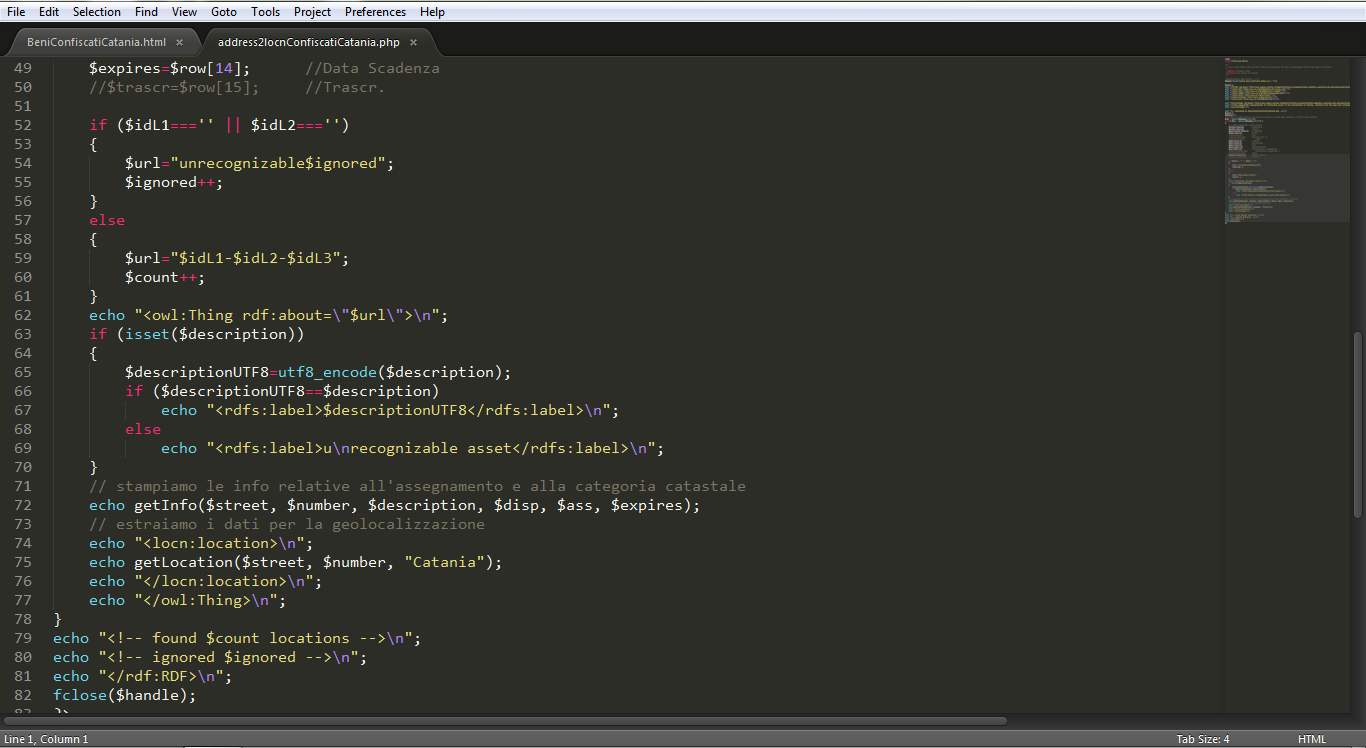 File Edit Selection Find View Goto Tools Project Preferences Help
BeniConfiscatiCatania.html × address2locnConfiscatiCatania.php ×
49 $expires=$row[14]; //Data Scadenza
50 //$trascr=$row[15]; //Trascr.
51
52 if ($idL1==='' || $idL2==='')
53 {
54 $url="unrecognizable$ignored";
55 $ignored++;
56 }
57 else
58 {
59 $url="$idL1-$idL2-$idL3";
60 $count++;
61 }
62 echo "<owl:Thing rdf:about=\"$url\">\n";
63 if (isset($description))
64 {
65 $descriptionUTF8=utf8_encode($description);
66 if ($descriptionUTF8==$description)
67 echo "<rdfs:label>$descriptionUTF8</rdfs:label>\n";
68 else
69 echo "<rdfs:label>u\nrecognizable asset</rdfs:label>\n";
70 }
71 // stampiamo le info relative all'assegnamento e alla categoria catastale
72 echo getInfo($street, $number, $description, $disp, $ass, $expires);
73 // estraiamo i dati per la geolocalizzazione
74 echo "<locn:location>\n";
75 echo getLocation($street, $number, "Catania");
76 echo "</locn:location>\n";
77 echo "</owl:Thing>\n";
78 }
79 echo "<!-- found $count locations -->\n";
80 echo "<!-- ignored $ignored -->\n";
81 echo "</rdf:RDF>\n";
82 fclose($handle);
83 ?>
Line 1, Column 1 Tab Size: 4 HTML